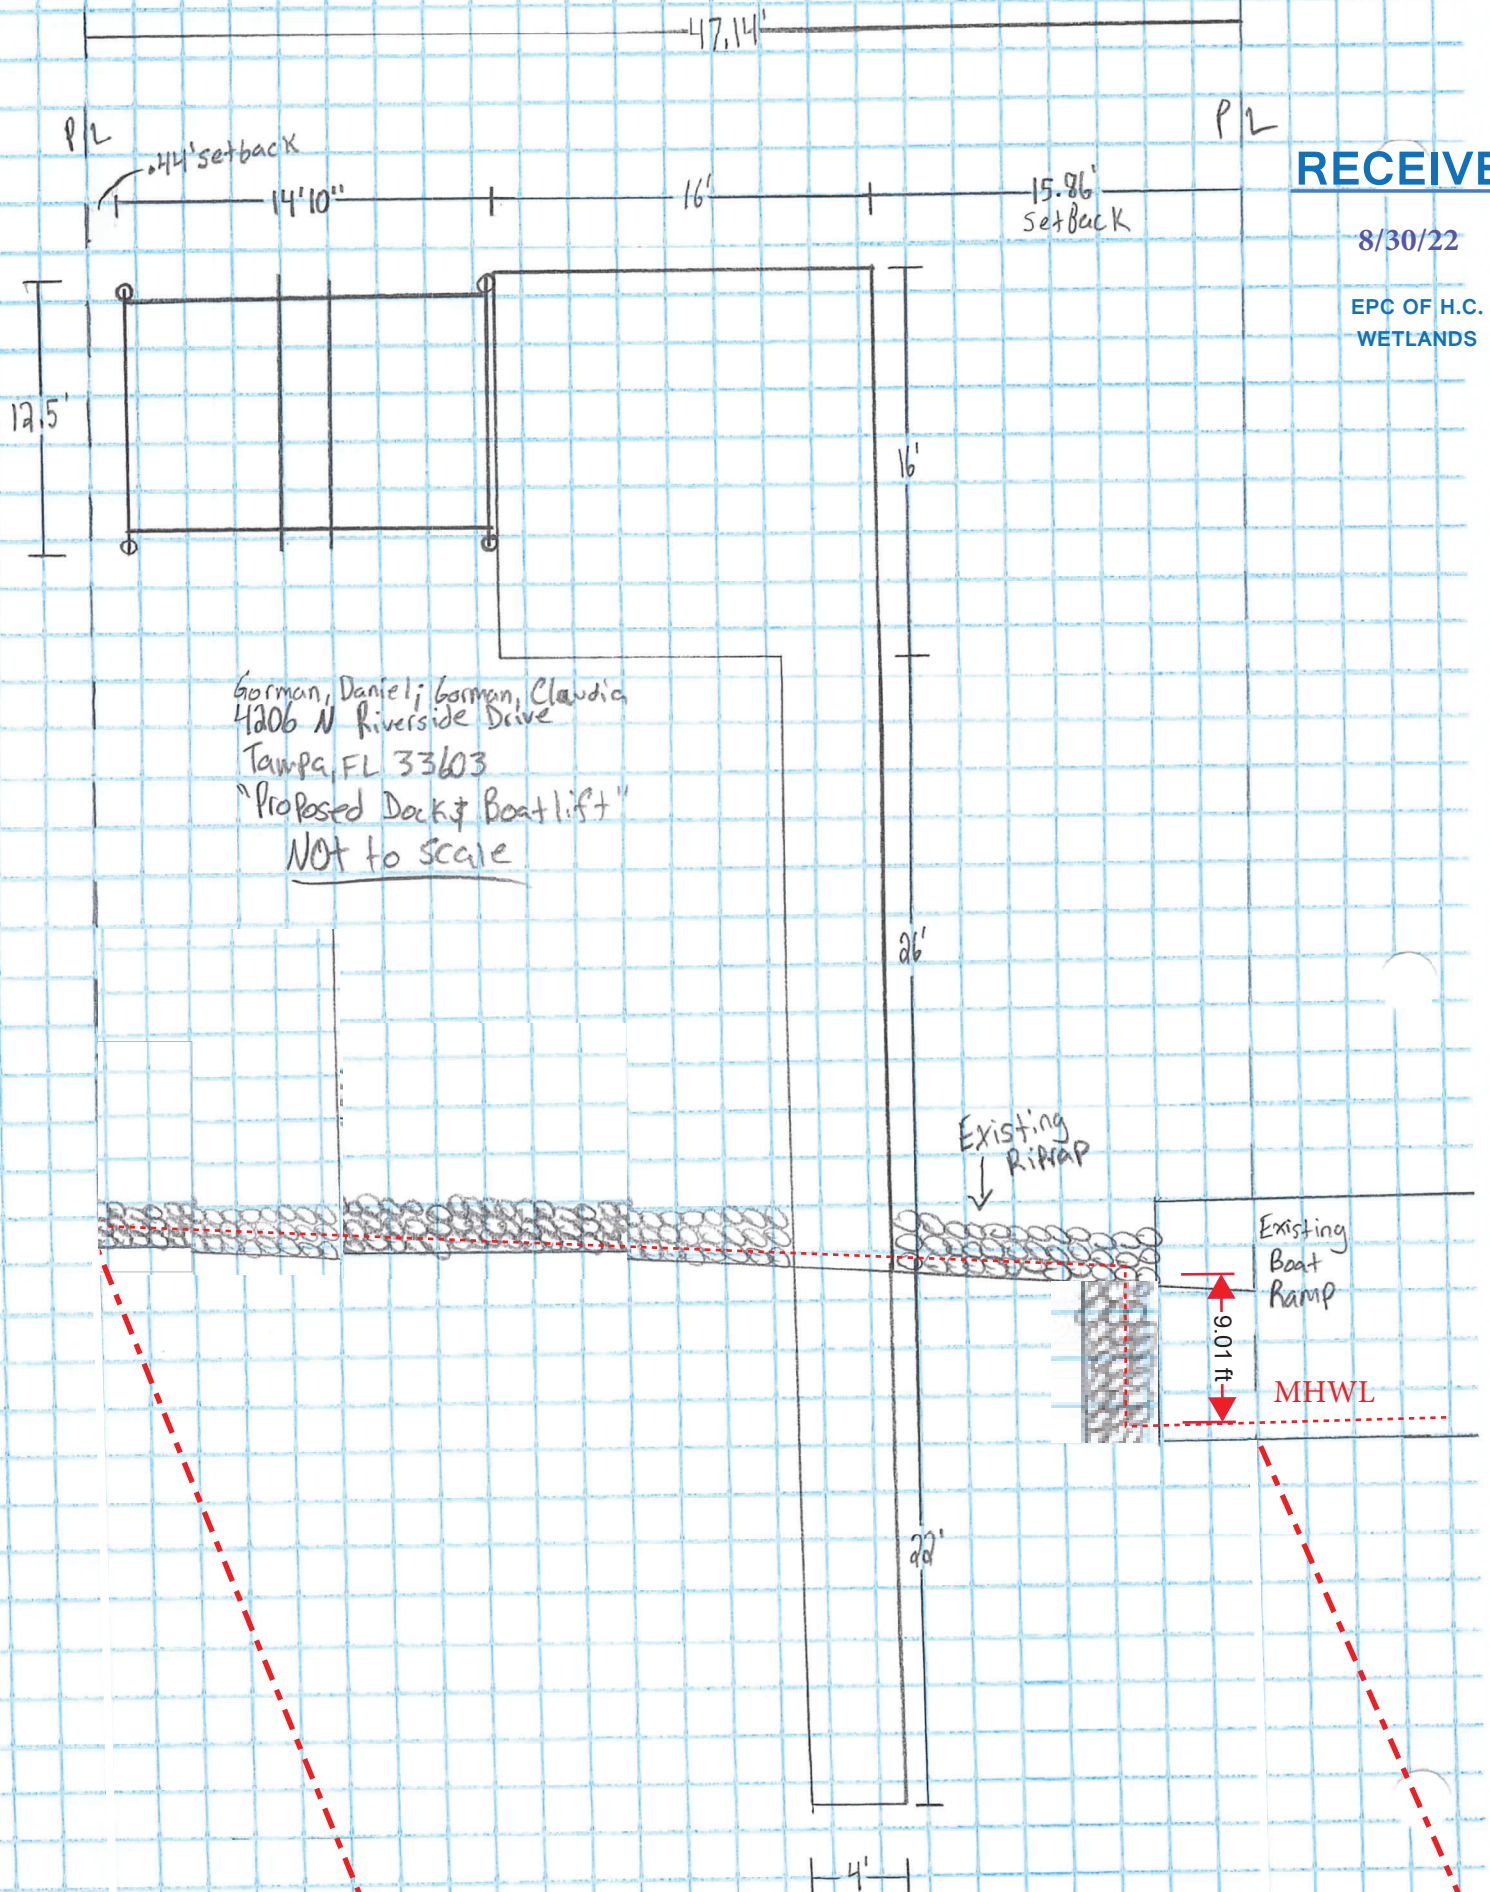 47.14'
P L
P L
.44' setback
14'10"
16'
15.86'
setBack
RECEIVE
8/30/22
EPC OF H.C.
WETLANDS
12.5'
16'
Gorman, Daniel; Gorman, Claudia
4206 N Riverside Drive
Tampa, FL 33603
"Proposed Dock & Boatlift"
Not to scale
26'
Existing
RipRap
Existing
Boat
Ramp
9.01 ft
MHWL
22'
4'